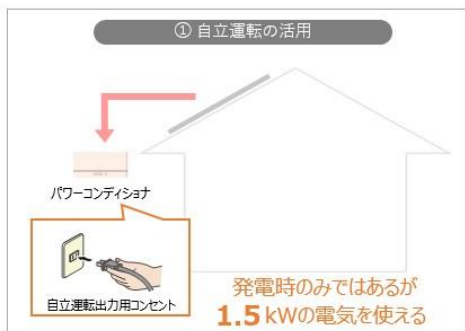 ① 自立運転の活用
パワーコンディショナ
自立運転出力用コンセント
発電時のみではあるが
1.5 kWの電気を使える